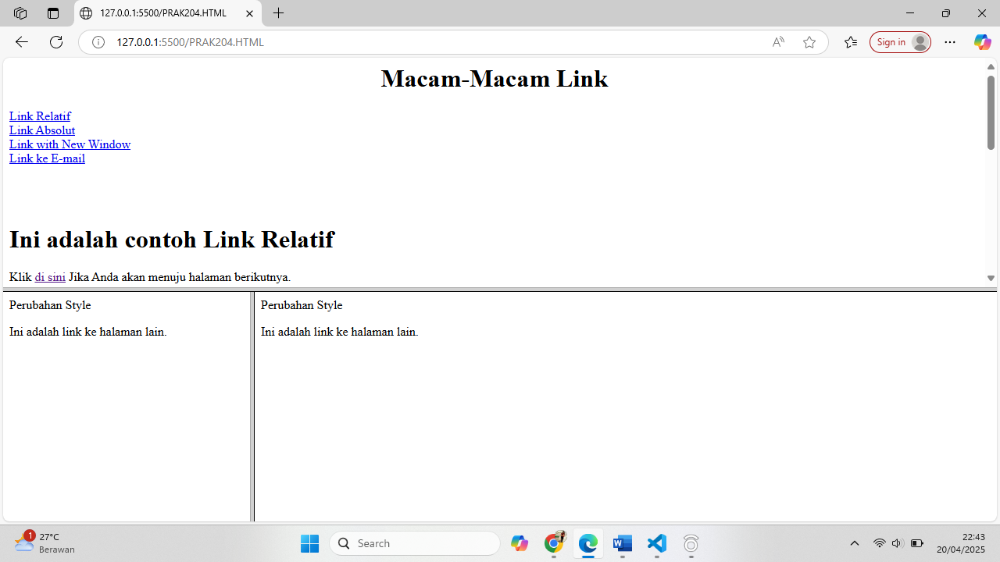 127.0.0.1:5500/PRAK204.HTML
127.0.0.1:5500/PRAK204.HTML
Sign in
Macam-Macam Link
Link Relatif
Link Absolut
Link with New Window
Link ke E-mail
Ini adalah contoh Link Relatif
Klik di sini Jika Anda akan menuju halaman berikutnya.
Perubahan Style
Ini adalah link ke halaman lain.
Perubahan Style
Ini adalah link ke halaman lain.
1
27°C
Berawan
Search
22:43
20/04/2025